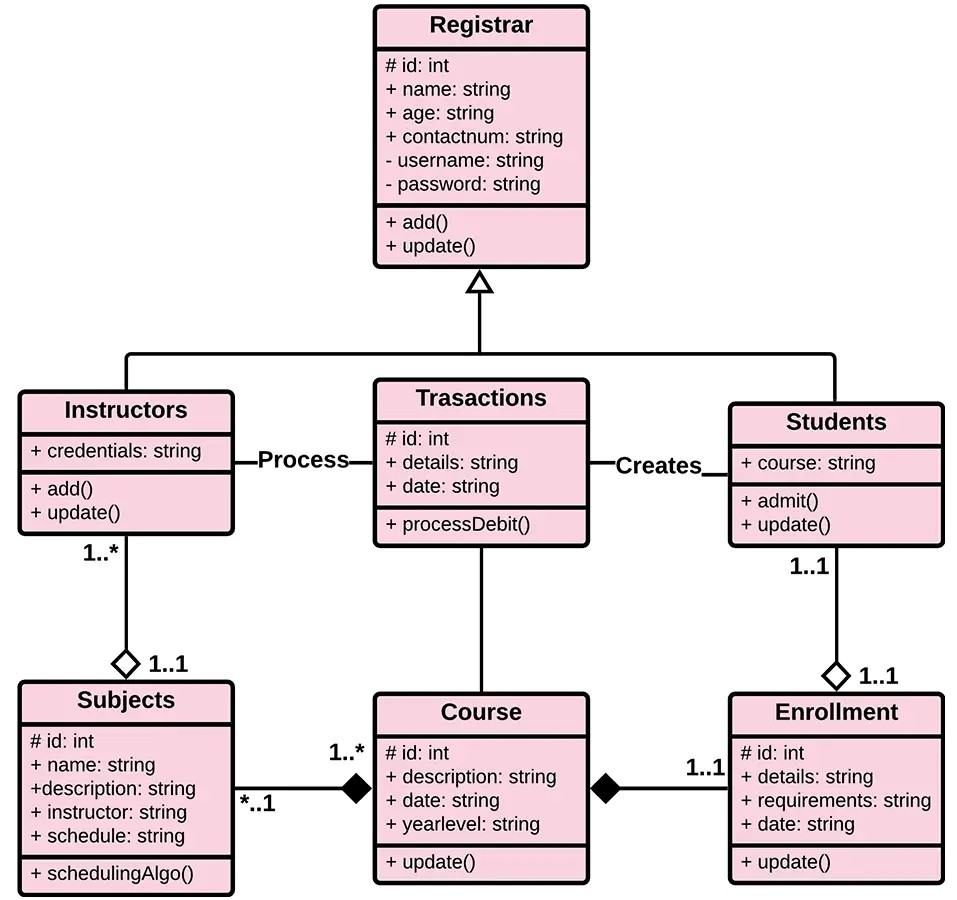 Registrar
# id: int
+ name: string
+ age: string
+ contactnum: string
- username: string
- password: string
+ add()
+ update()
Instructors
+ credentials: string
+ add()
+ update()
Process
Trasactions
# id: int
+ details: string
+ date: string
+ processDebit()
Creates
Students
+ course: string
+ admit()
+ update()
1..*
1..1
1..1
1..1
Subjects
# id: int
+ name: string
+description: string
+ instructor: string
+ schedule: string
+ schedulingAlgo()
*..1
1..*
Course
# id: int
+ description: string
+ date: string
+ yearlevel: string
+ update()
1..1
Enrollment
# id: int
+ details: string
+ requirements: string
+ date: string
+ update()